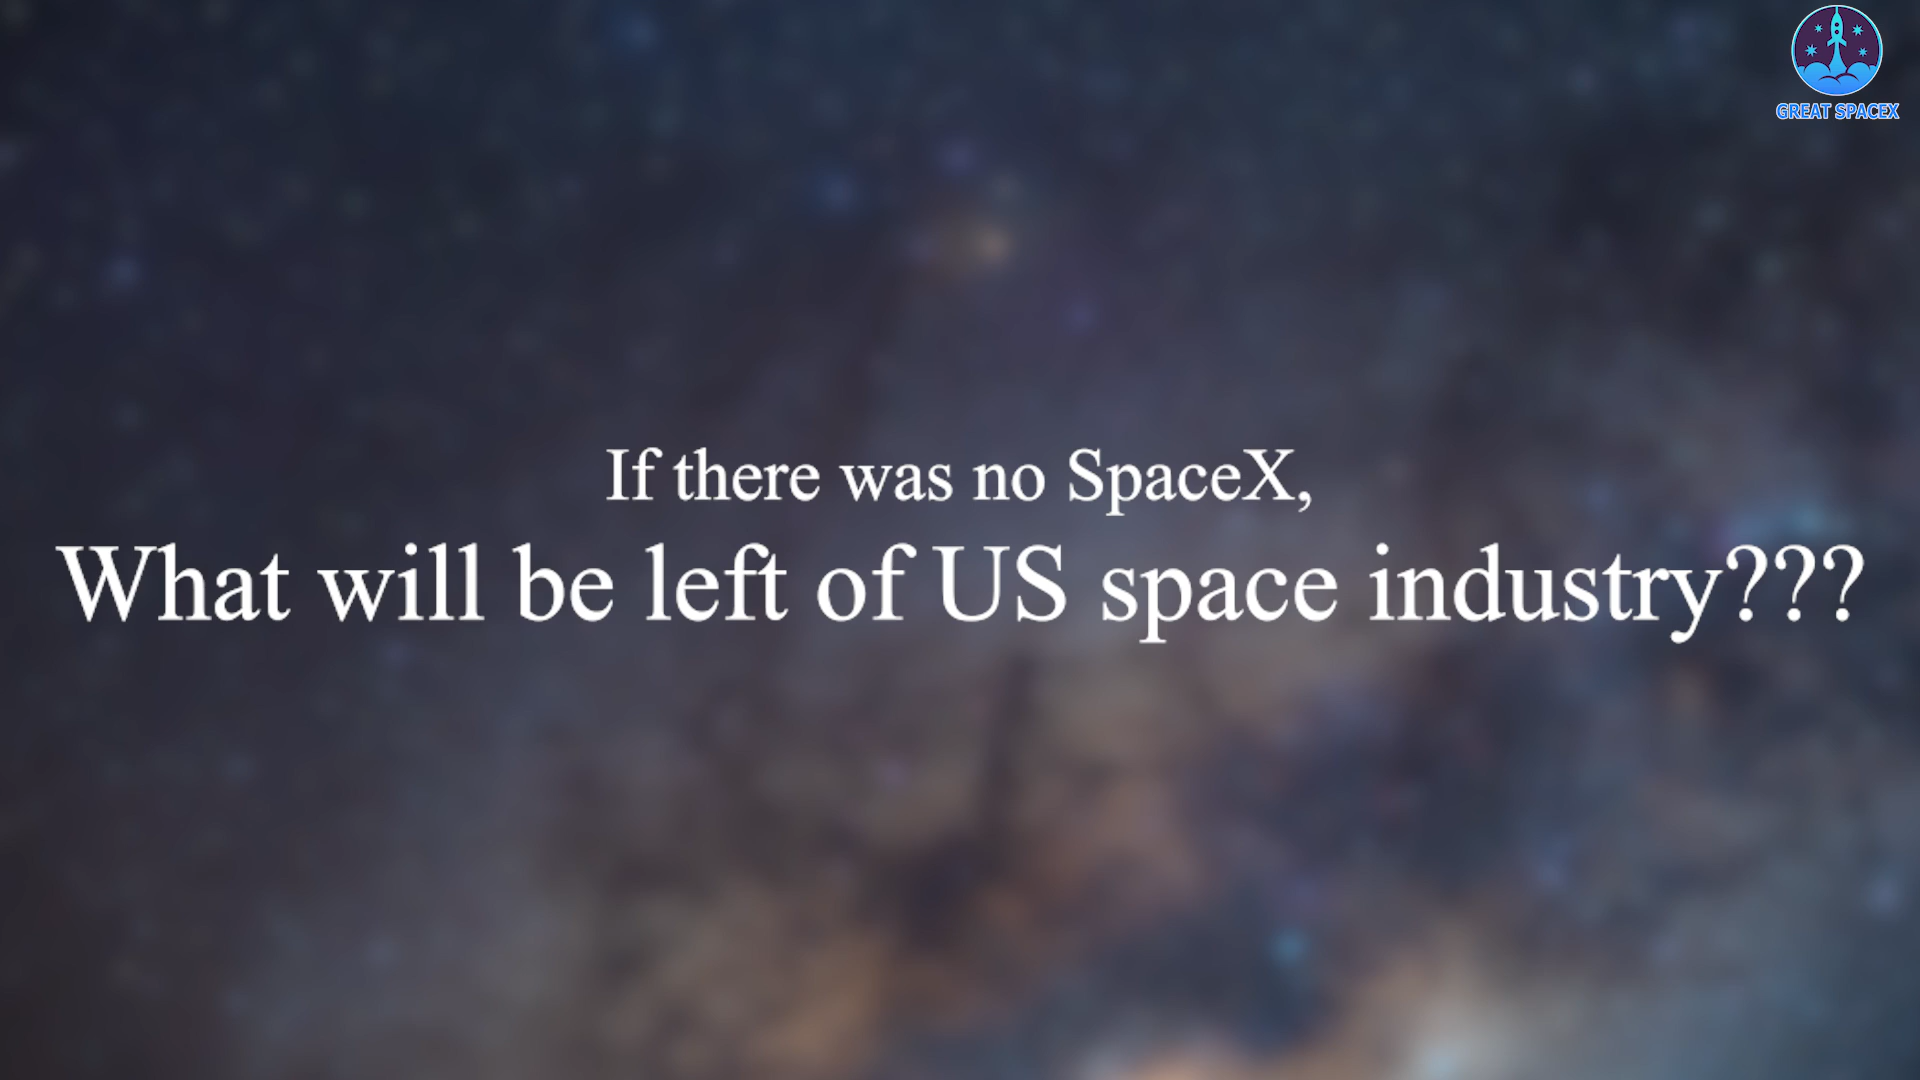 GREAT SPACEX
If there was no SpaceX,
What will be left of US space industry???